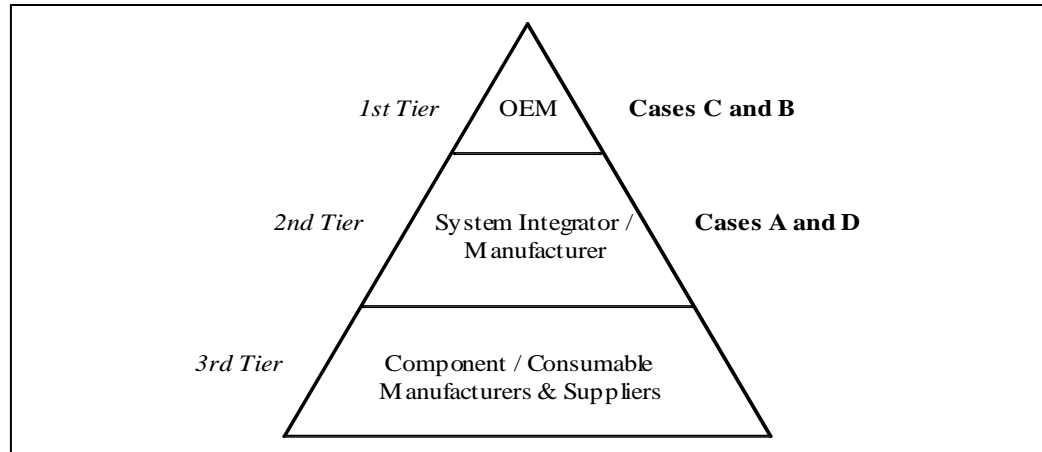 1st Tier OEM Cases C and B
2nd Tier System Integrator / Cases A and D
Manufacturer
3rd Tier Component / Consumable
Manufacturers & Suppliers